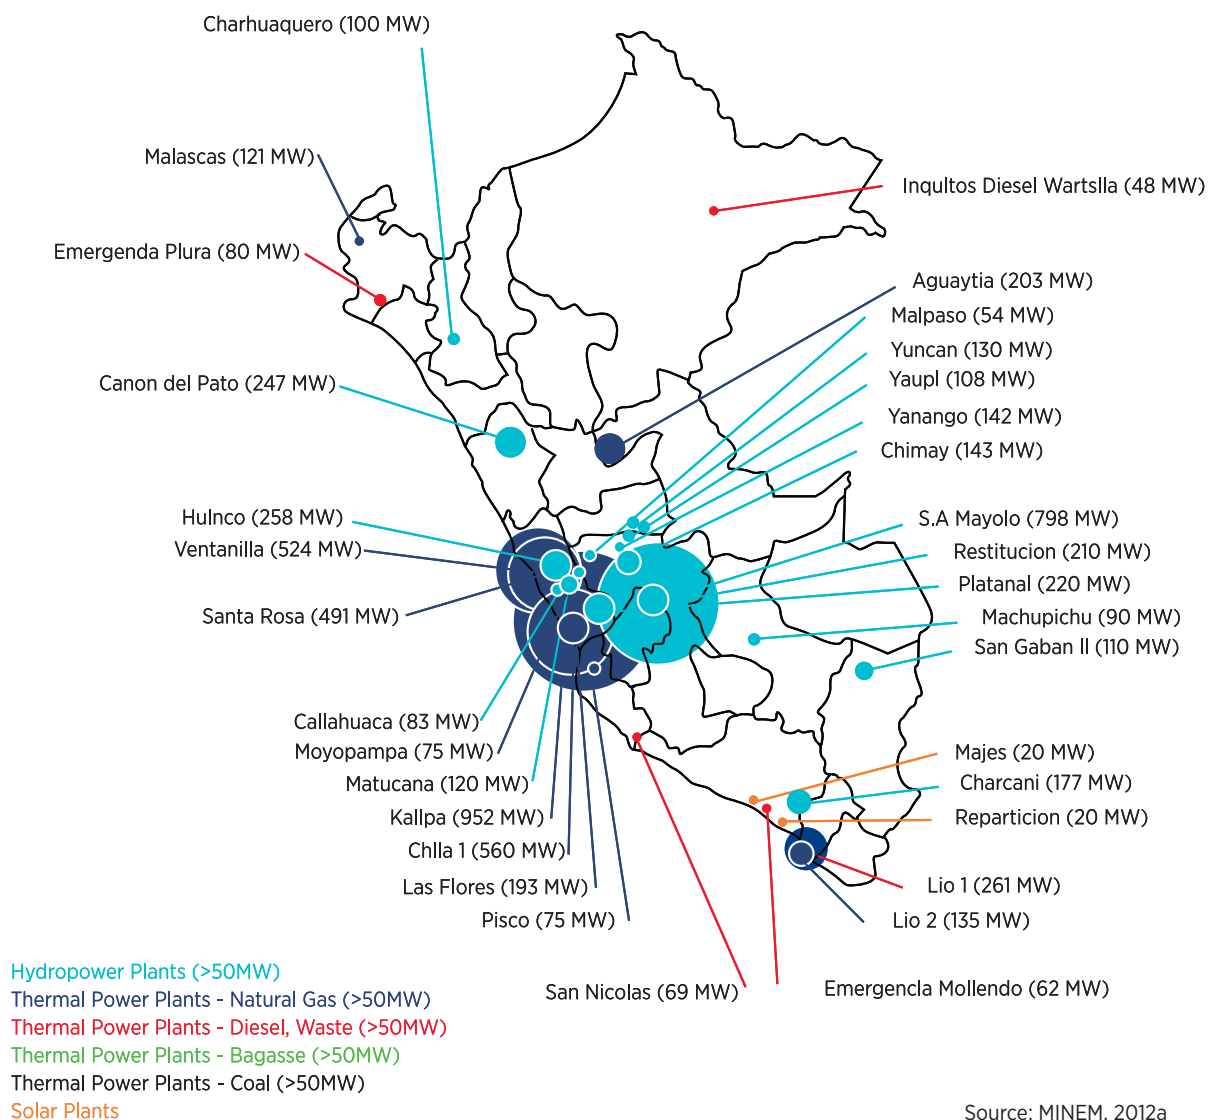 Charhuaquero (100 MW)
Malascas (121 MW)
Inqultos Diesel Wartslla (48 MW)
Emergenda Plura (80 MW)
Aguaytia (203 MW)
Malpaso (54 MW)
Yuncan (130 MW)
Canon del Pato (247 MW)
Yaupl (108 MW)
Yanango (142 MW)
Chimay (143 MW)
Hulnco (258 MW)
S.A Mayolo (798 MW)
Ventanilla (524 MW)
Restitucion (210 MW)
Platanal (220 MW)
Santa Rosa (491 MW)
Machupichu (90 MW)
San Gaban ll (110 MW)
Callahuaca (83 MW)
Moyopampa (75 MW)
Majes (20 MW)
Matucana (120 MW)
Charcani (177 MW)
Kallpa (952 MW)
Reparticion (20 MW)
Chlla 1 (560 MW)
Las Flores (193 MW)
Lio 1 (261 MW)
Pisco (75 MW)
Lio 2 (135 MW)
Hydropower Plants (>50MW)
San Nicolas (69 MW)
Emergencla Mollendo (62 MW)
Thermal Power Plants - Natural Gas (>50MW)
Thermal Power Plants - Diesel, Waste (>50MW)
Thermal Power Plants - Bagasse (>50MW)
Thermal Power Plants - Coal (>50MW)
Solar Plants
Source: MINEM, 2012a